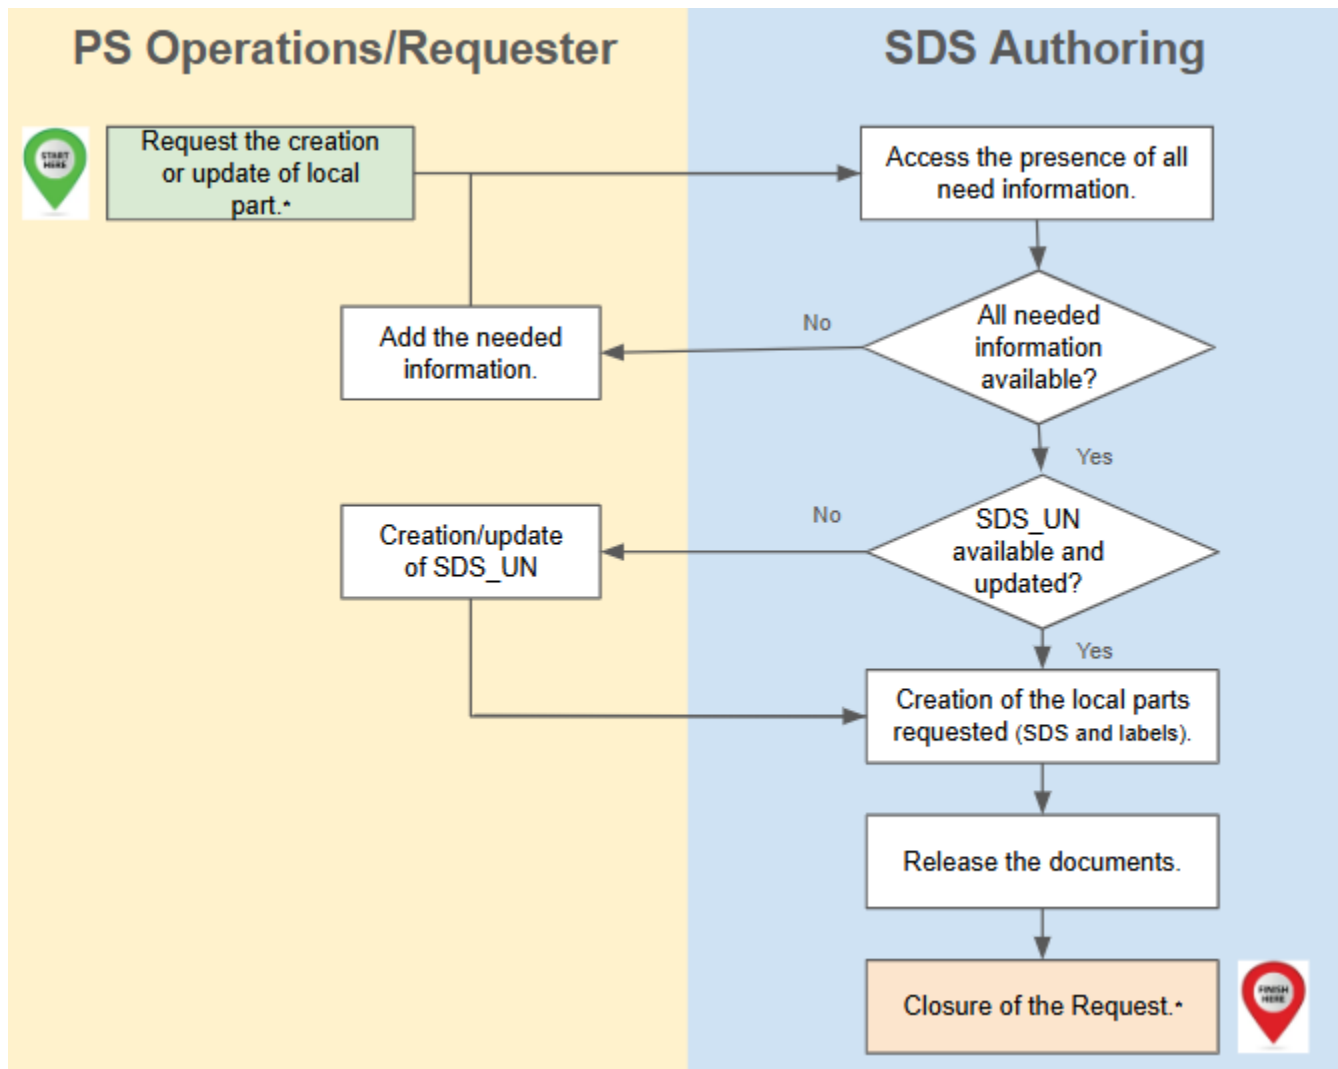 PS Operations/Requester
SDS Authoring
START
HERE
Request the creation
or update of local
part.*
Access the presence of all
need information.
All needed
information
available?
No
Add the needed
information.
Yes
SDS_UN
available and
updated?
No
Creation/update
of SDS_UN
Yes
Creation of the local parts
requested (SDS and labels).
Release the documents.
Closure of the Request.*
FINISH
HERE